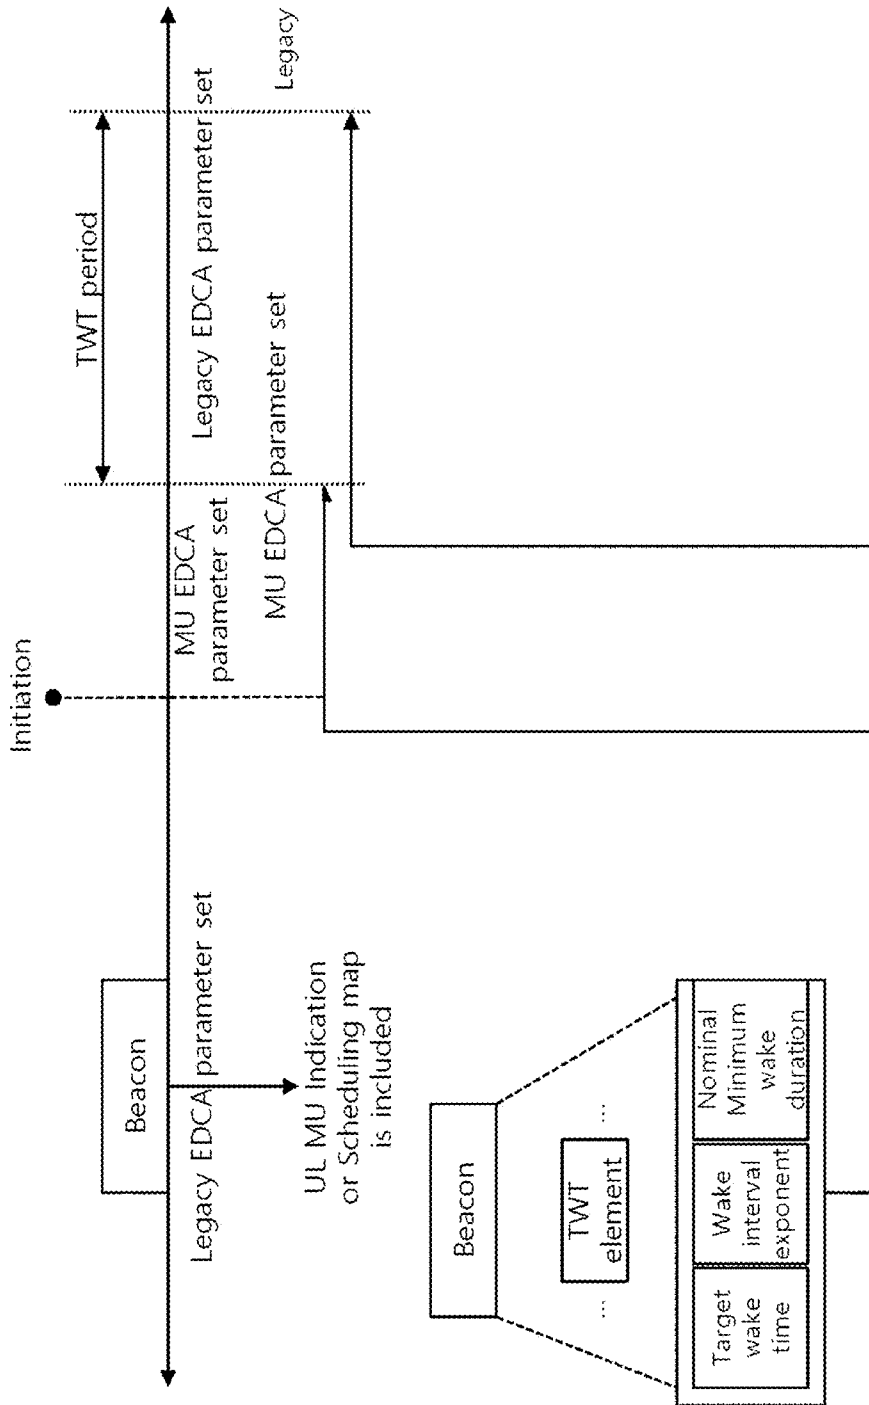 Initiation
TWT period
Beacon
Legacy EDCA parameter set
MU EDCA
parameter set
Legacy EDCA parameter set
UL MU Indication
or Scheduling map
is included
MU EDCA parameter set
Legacy
Beacon
...
TWT
element
...
Target
wake
time
Wake
interval
exponent
Nominal
Minimum
wake
duration